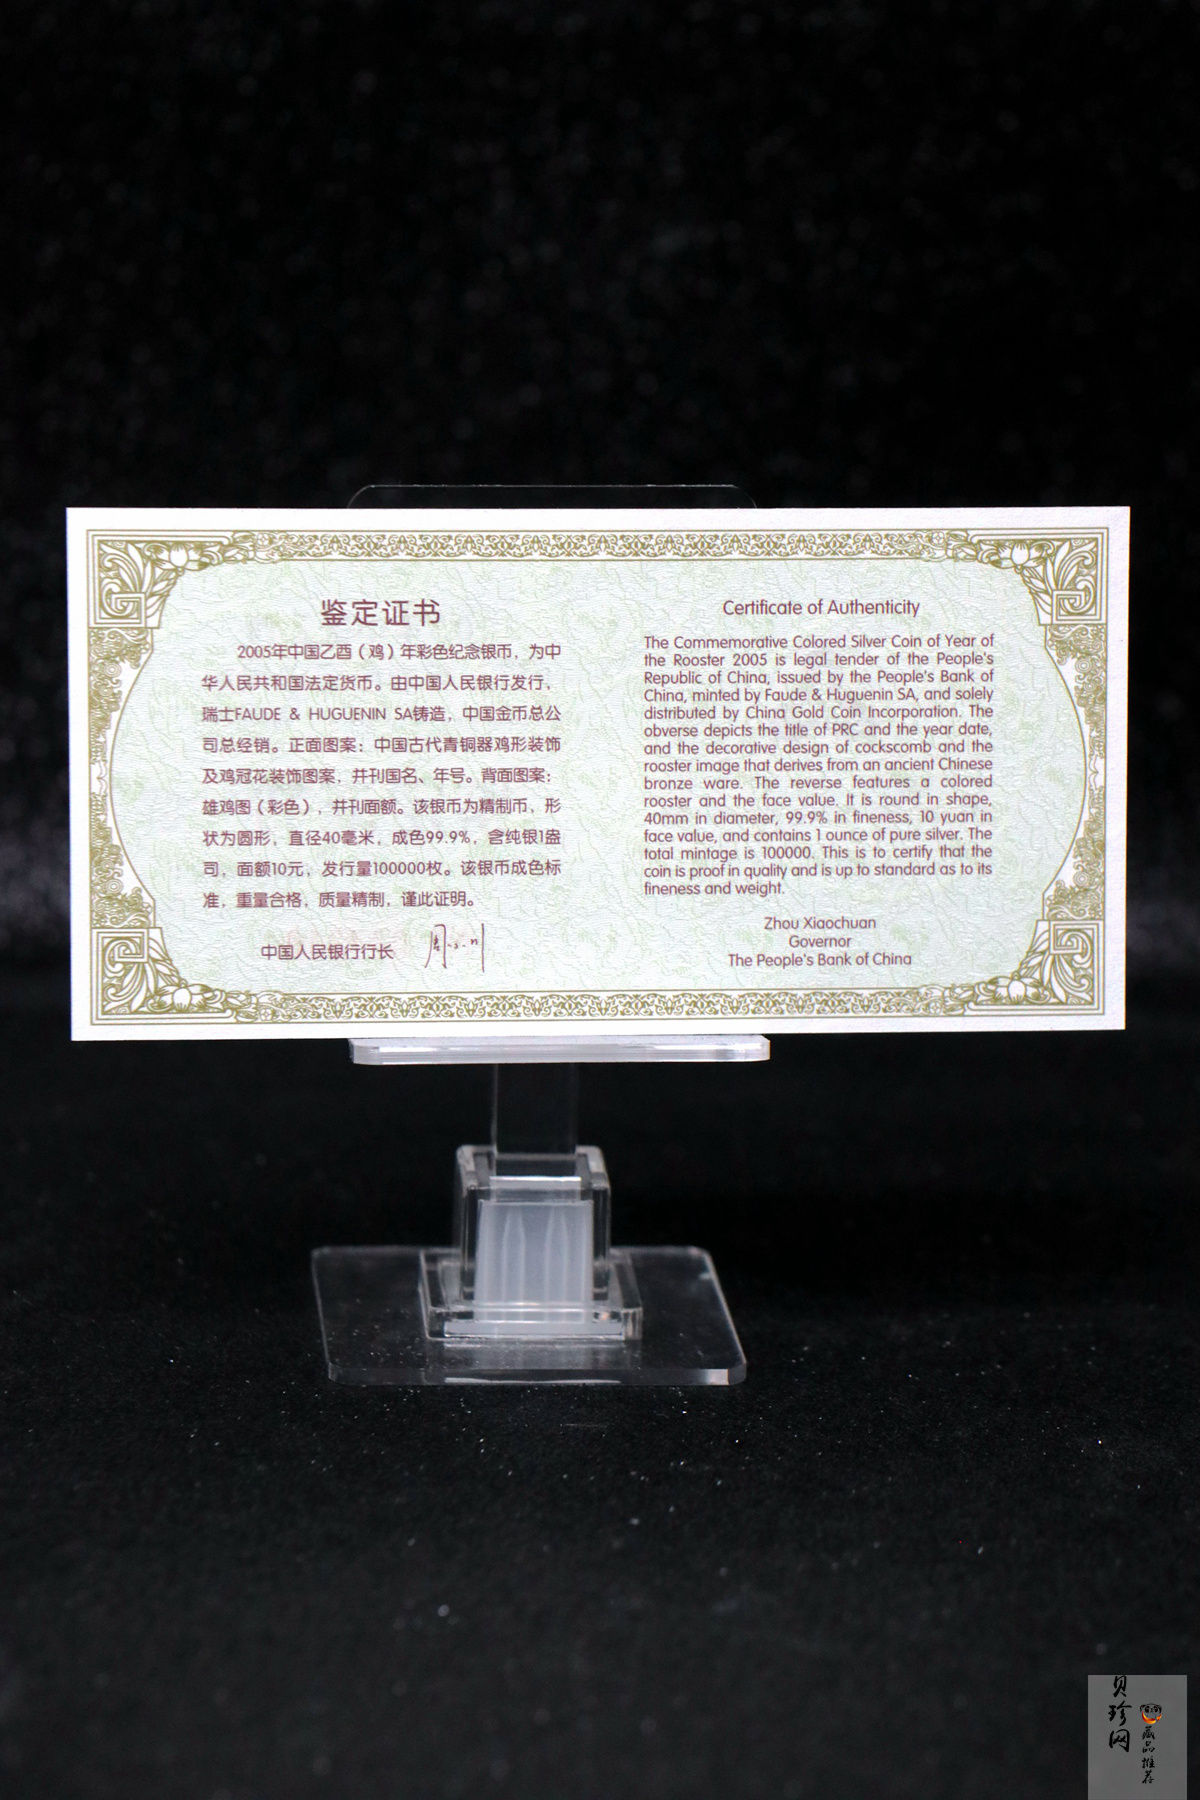 鉴定证书
2005年中国乙酉（鸡）年彩色纪念银币，为中
华人民共和国法定货币。由中国人民银行发行，
瑞士FAUDE & HUGUENIN SA铸造，中国金币总公
司总经销。正面图案：中国古代青铜器鸡形装饰
及鸡冠花装饰图案，并刊国名、年号。背面图案：
雄鸡图（彩色），并刊面额。该银币为精制币，形
状为圆形，直径40毫米，成色99.9%，含纯银1盎
司，面额10元，发行量100000枚。该银币成色标
准，重量合格，质量精制，谨此证明。
中国人民银行行长 周小川
Certificate of Authenticity
The Commemorative Colored Silver Coin of Year of
the Rooster 2005 is legal tender of the People's
Republic of China, issued by the People's Bank of
China, minted by Faude & Huguenin SA, and solely
distributed by China Gold Coin Incorporation. The
obverse depicts the title of PRC and the year date,
and the decorative design of cockscomb and the
rooster image that derives from an ancient Chinese
bronze ware. The reverse features a colored
rooster and the face value. It is round in shape,
40mm in diameter, 99.9% in fineness, 10 yuan in
face value, and contains 1 ounce of pure silver. The
total mintage is 100000. This is to certify that the
coin is proof in quality and is up to standard as to its
fineness and weight.
Zhou Xiaochuan
Governor
The People's Bank of China
贝珍网
藏品推荐